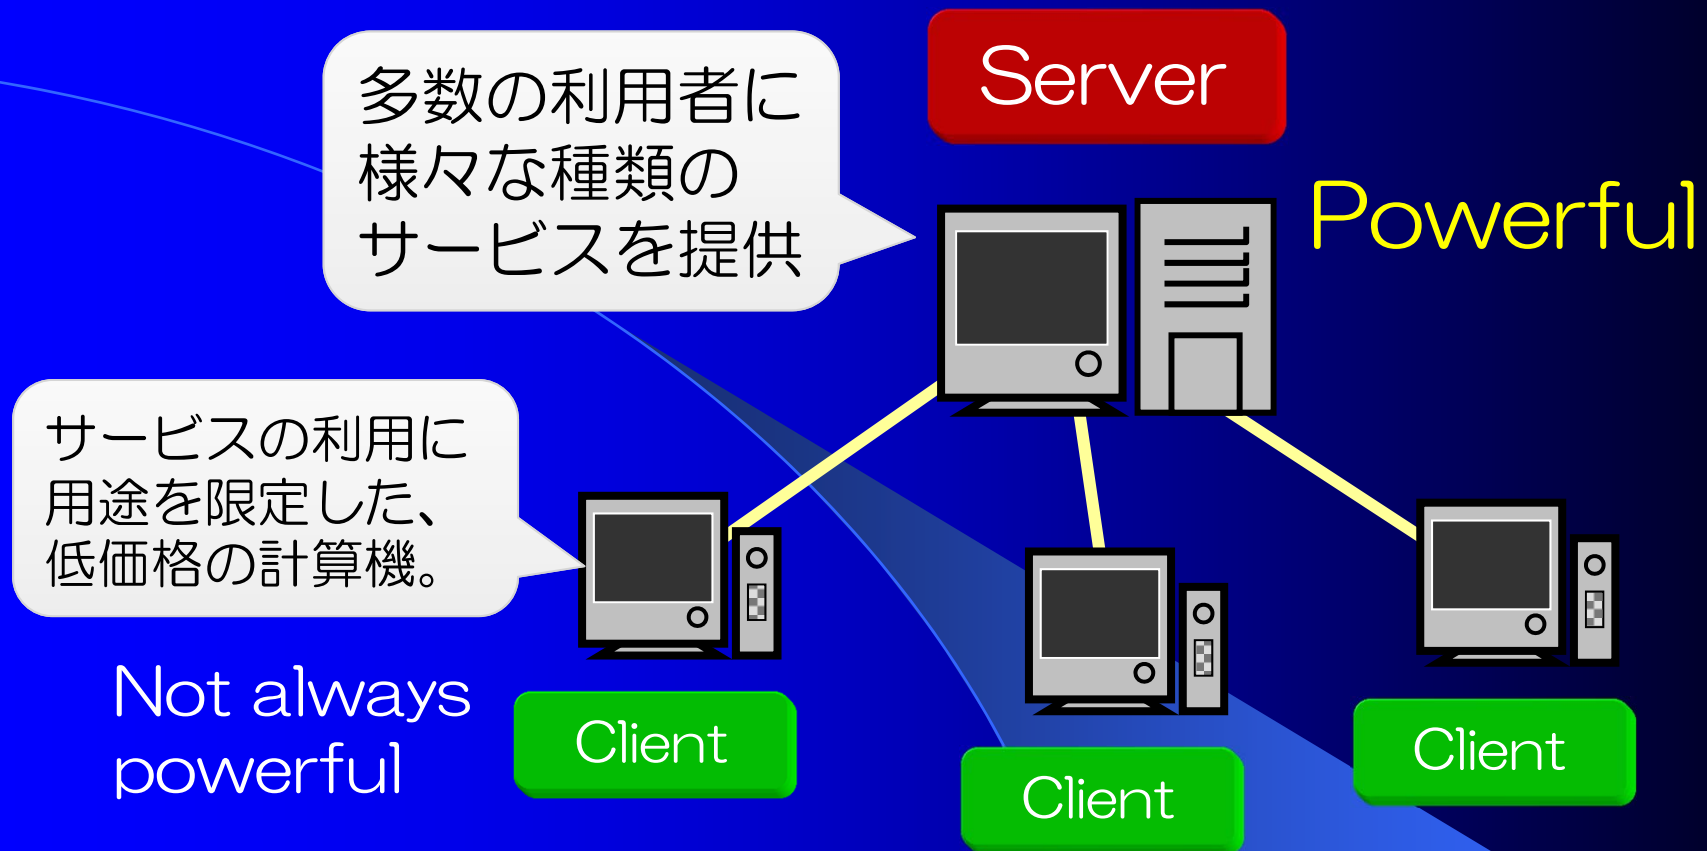 Server
多数の利用者に
様々な種類の
サービスを提供
Powerful
サービスの利用に
用途を限定した、
低価格の計算機。
Not always
powerful
Client
Client
Client